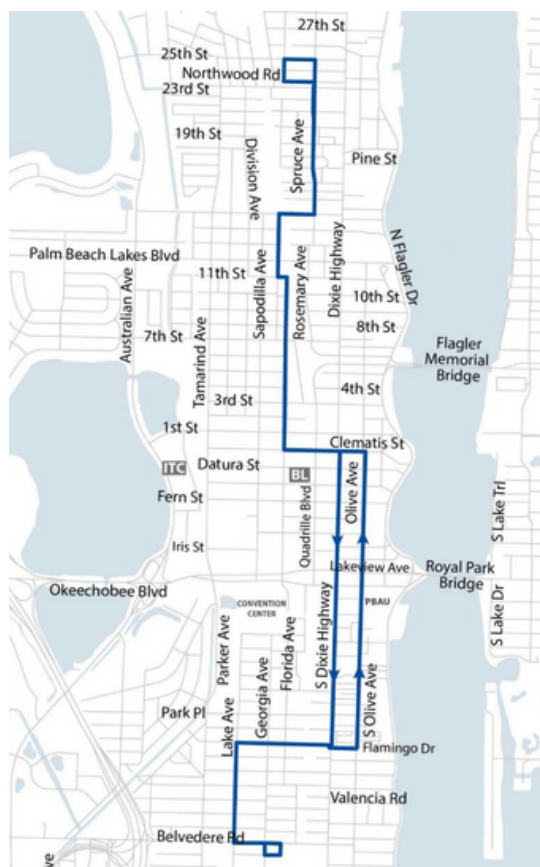 27th St
25th St
Northwood Rd
23rd St
19th St
Division Ave
Spruce Ave
Pine St
Palm Beach Lakes Blvd
N Flagler Dr
Australian Ave
11th St
Sapodilla Ave
Rosemary Ave
Dixie Highway
10th St
8th St
7th St
Tamarind Ave
Flagler
Memorial
Bridge
4th St
3rd St
1st St
Clematis St
ITC
Datura St
BL
Olive Ave
Fern St
Quadrille Blvd
S Lake Trl
Iris St
Lakeview Ave
Royal Park
Bridge
Okeechobee Blvd
CONVENTION
CENTER
PBAU
S Lake Dr
Parker Ave
Florida Ave
S Dixie Highway
Georgia Ave
S Olive Ave
Park Pl
Lake Ave
Flamingo Dr
Valencia Rd
Belvedere Rd
ve